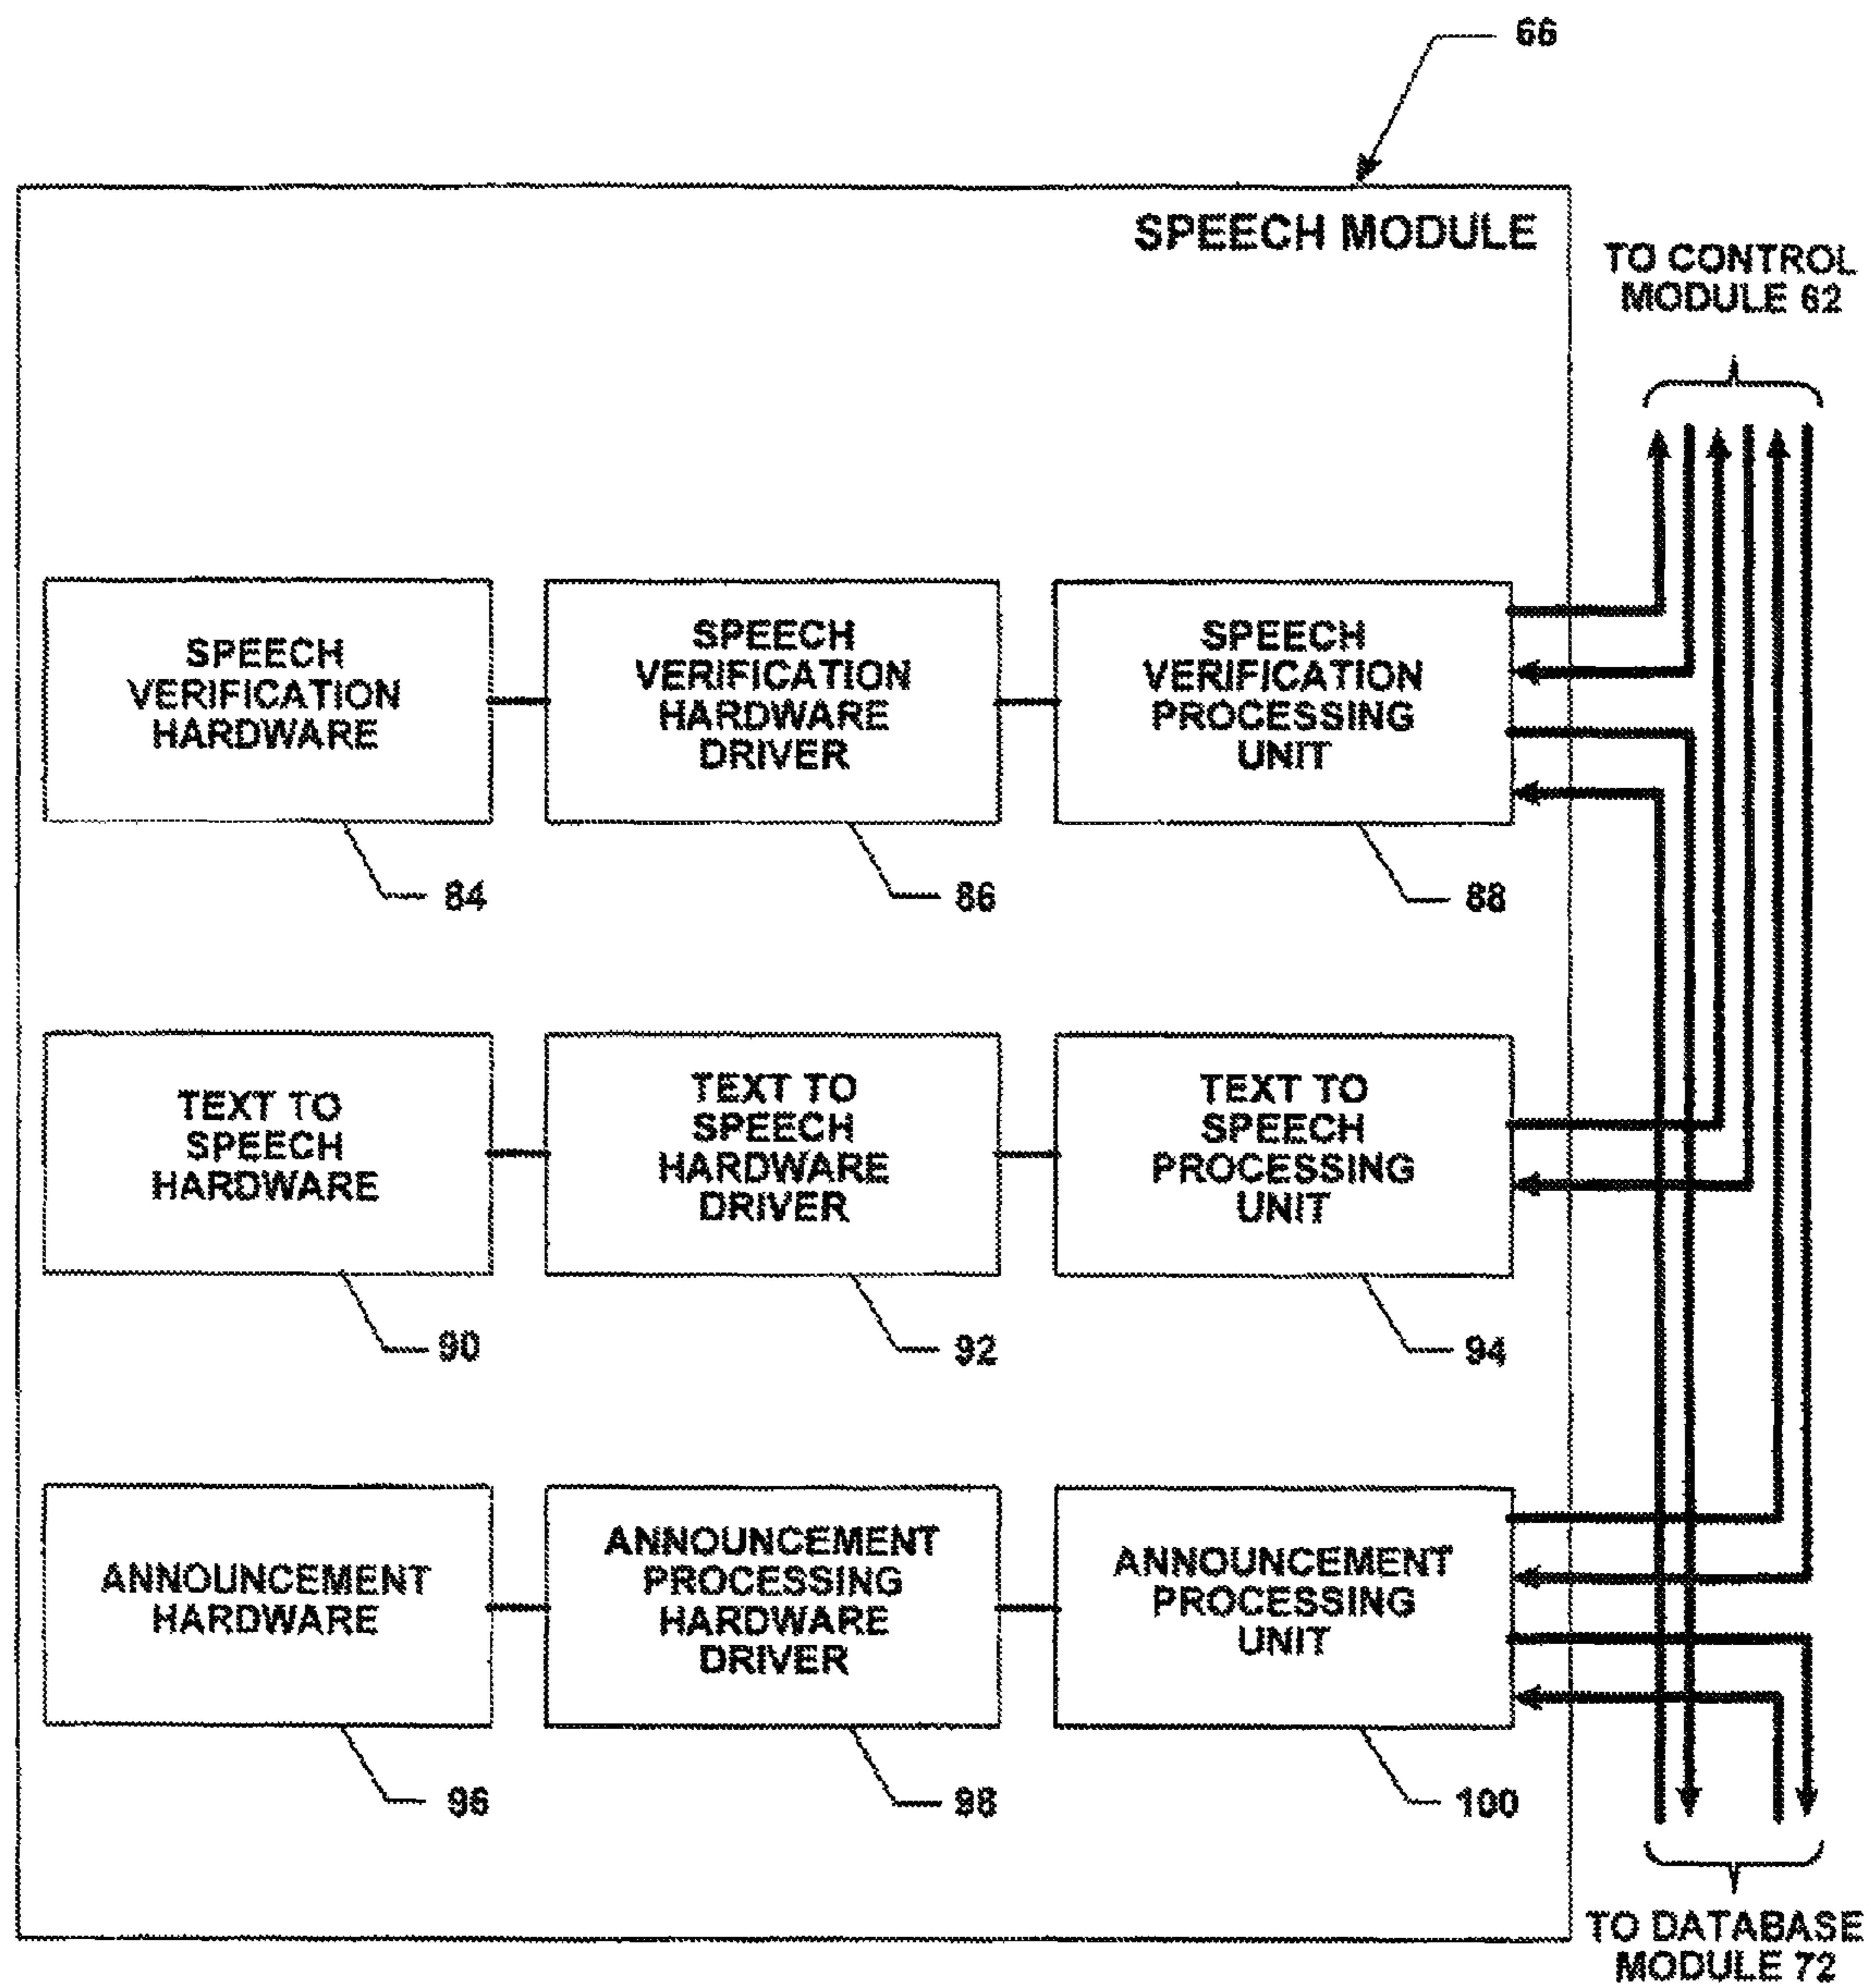 66
SPEECH MODULE
TO CONTROL
MODULE 62
SPEECH
VERIFICATION
HARDWARE
SPEECH
VERIFICATION
HARDWARE
DRIVER
SPEECH
VERIFICATION
PROCESSING
UNIT
84
86
88
TEXT TO
SPEECH
HARDWARE
TEXT TO
SPEECH
HARDWARE
DRIVER
TEXT TO
SPEECH
PROCESSING
UNIT
90
92
94
ANNOUNCEMENT
HARDWARE
ANNOUNCEMENT
PROCESSING
HARDWARE
DRIVER
ANNOUNCEMENT
PROCESSING
UNIT
96
98
100
TO DATABASE
MODULE 72